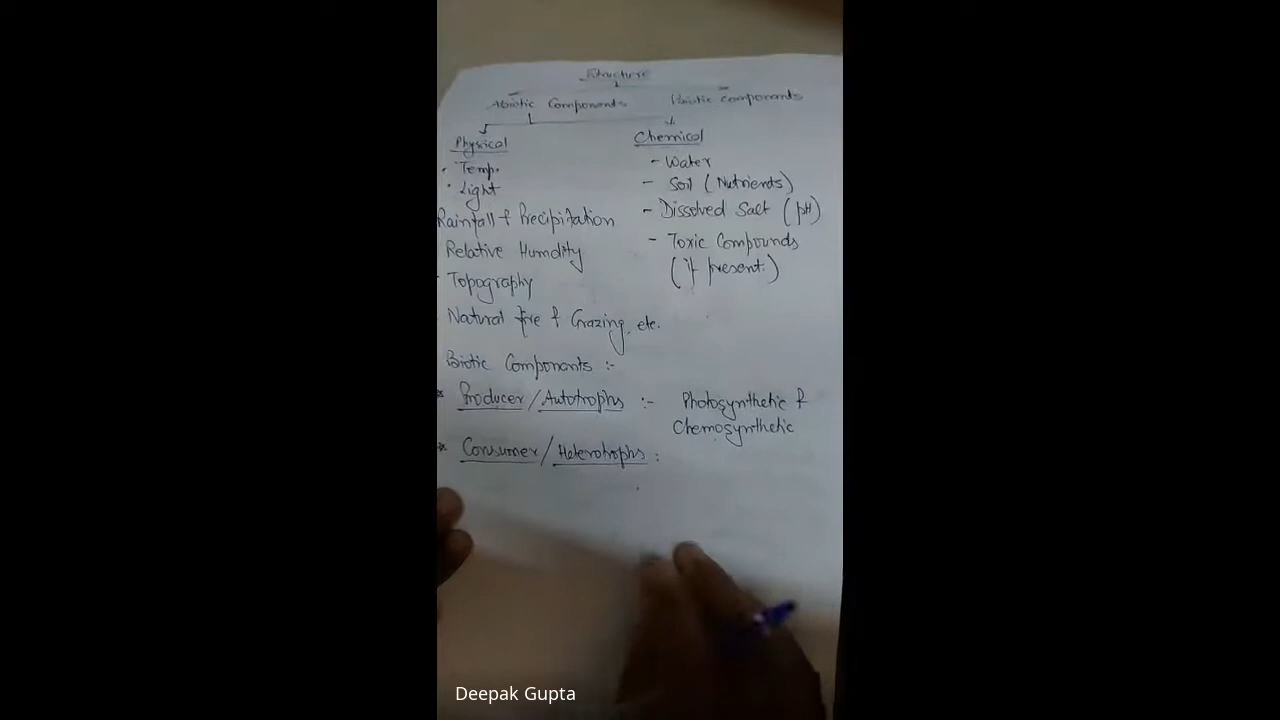 Structure
Abiotic Components Biotic components
Physical Chemical
• Temp. - Water
• Light - Soil (Nutrients)
Rainfall & Precipitation - Dissolved Salt (pH)
Relative Humdity - Toxic Compounds
Topography (if present.)
Natural fire & Grazing, etc.
Biotic Components :-
* Producer/Autotrophs :- Photosynthetic &
Chemosynthetic
* Consumer/Heterotrophs :
Deepak Gupta